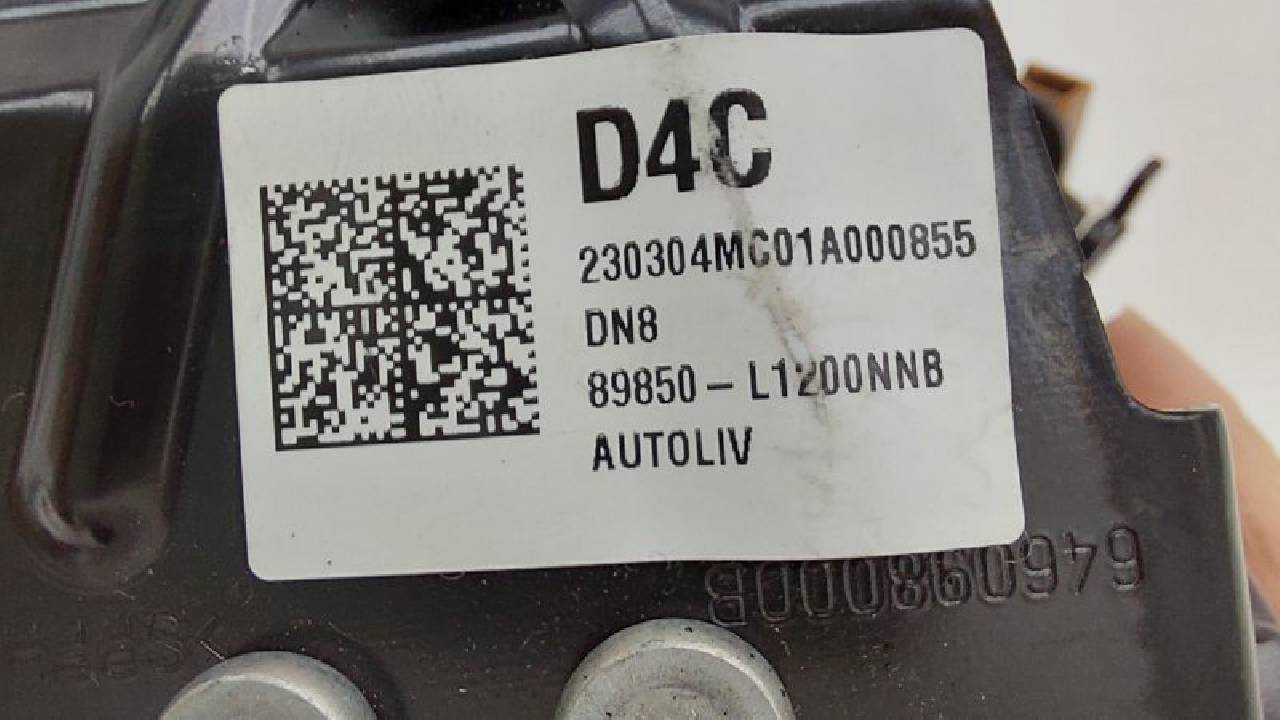 D4C
230304MC01A000855
DN8
89850-L1200NNB
AUTOLIV